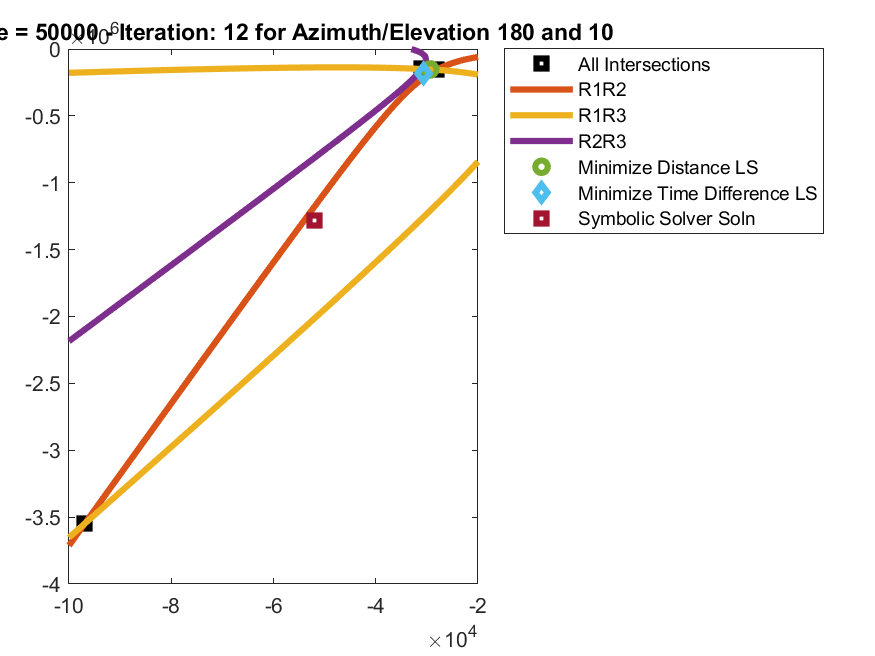 e = 50000 - Iteration: 12 for Azimuth/Elevation 180 and 10
×10^6
0
-0.5
-1
-1.5
-2
-2.5
-3
-3.5
-4
-10
-8
-6
-4
-2
×10^4
All Intersections
R1R2
R1R3
R2R3
Minimize Distance LS
Minimize Time Difference LS
Symbolic Solver Soln